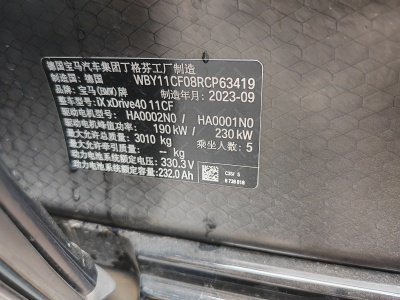 德国宝马汽车集团丁格芬工厂制造
生产国:德国 WBY11CF08RCP63419
品牌:宝马(BMW)牌 制造年月:2023-09
整车型号:iX xDrive40 11CF
驱动电机型号: HA0002N0 / HA0001N0
驱动电机峰值功率: 190 kW / 230 kW
最大允许总质量: 3010 kg 乘坐人数: 5
最大允许牵引质量: -- kg
动力电池系统额定电压: 330.3 V
动力电池系统额定容量: 232.0 Ah